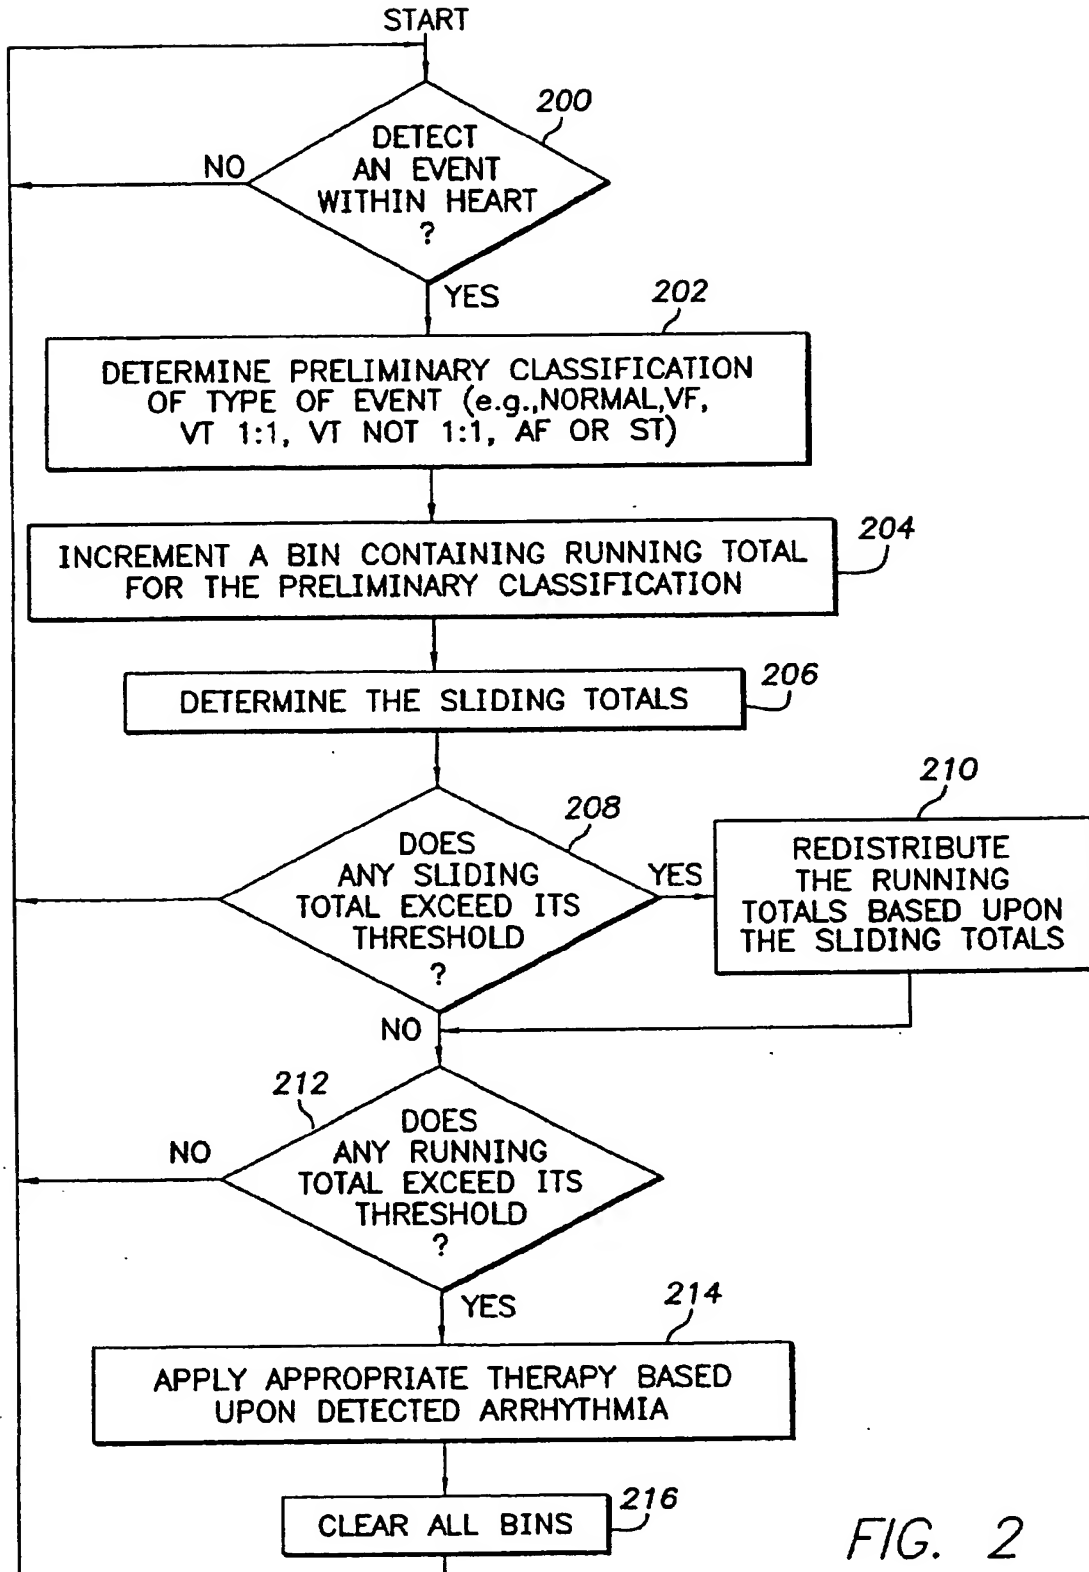 START
200
DETECT
AN EVENT
WITHIN HEART
?
NO
YES
202
DETERMINE PRELIMINARY CLASSIFICATION
OF TYPE OF EVENT (e.g.,NORMAL,VF,
VT 1:1, VT NOT 1:1, AF OR ST)
204
INCREMENT A BIN CONTAINING RUNNING TOTAL
FOR THE PRELIMINARY CLASSIFICATION
206
DETERMINE THE SLIDING TOTALS
208
DOES
ANY SLIDING
TOTAL EXCEED ITS
THRESHOLD
?
YES
210
REDISTRIBUTE
THE RUNNING
TOTALS BASED UPON
THE SLIDING TOTALS
NO
212
DOES
ANY RUNNING
TOTAL EXCEED ITS
THRESHOLD
?
NO
YES
214
APPLY APPROPRIATE THERAPY BASED
UPON DETECTED ARRHYTHMIA
216
CLEAR ALL BINS
FIG. 2